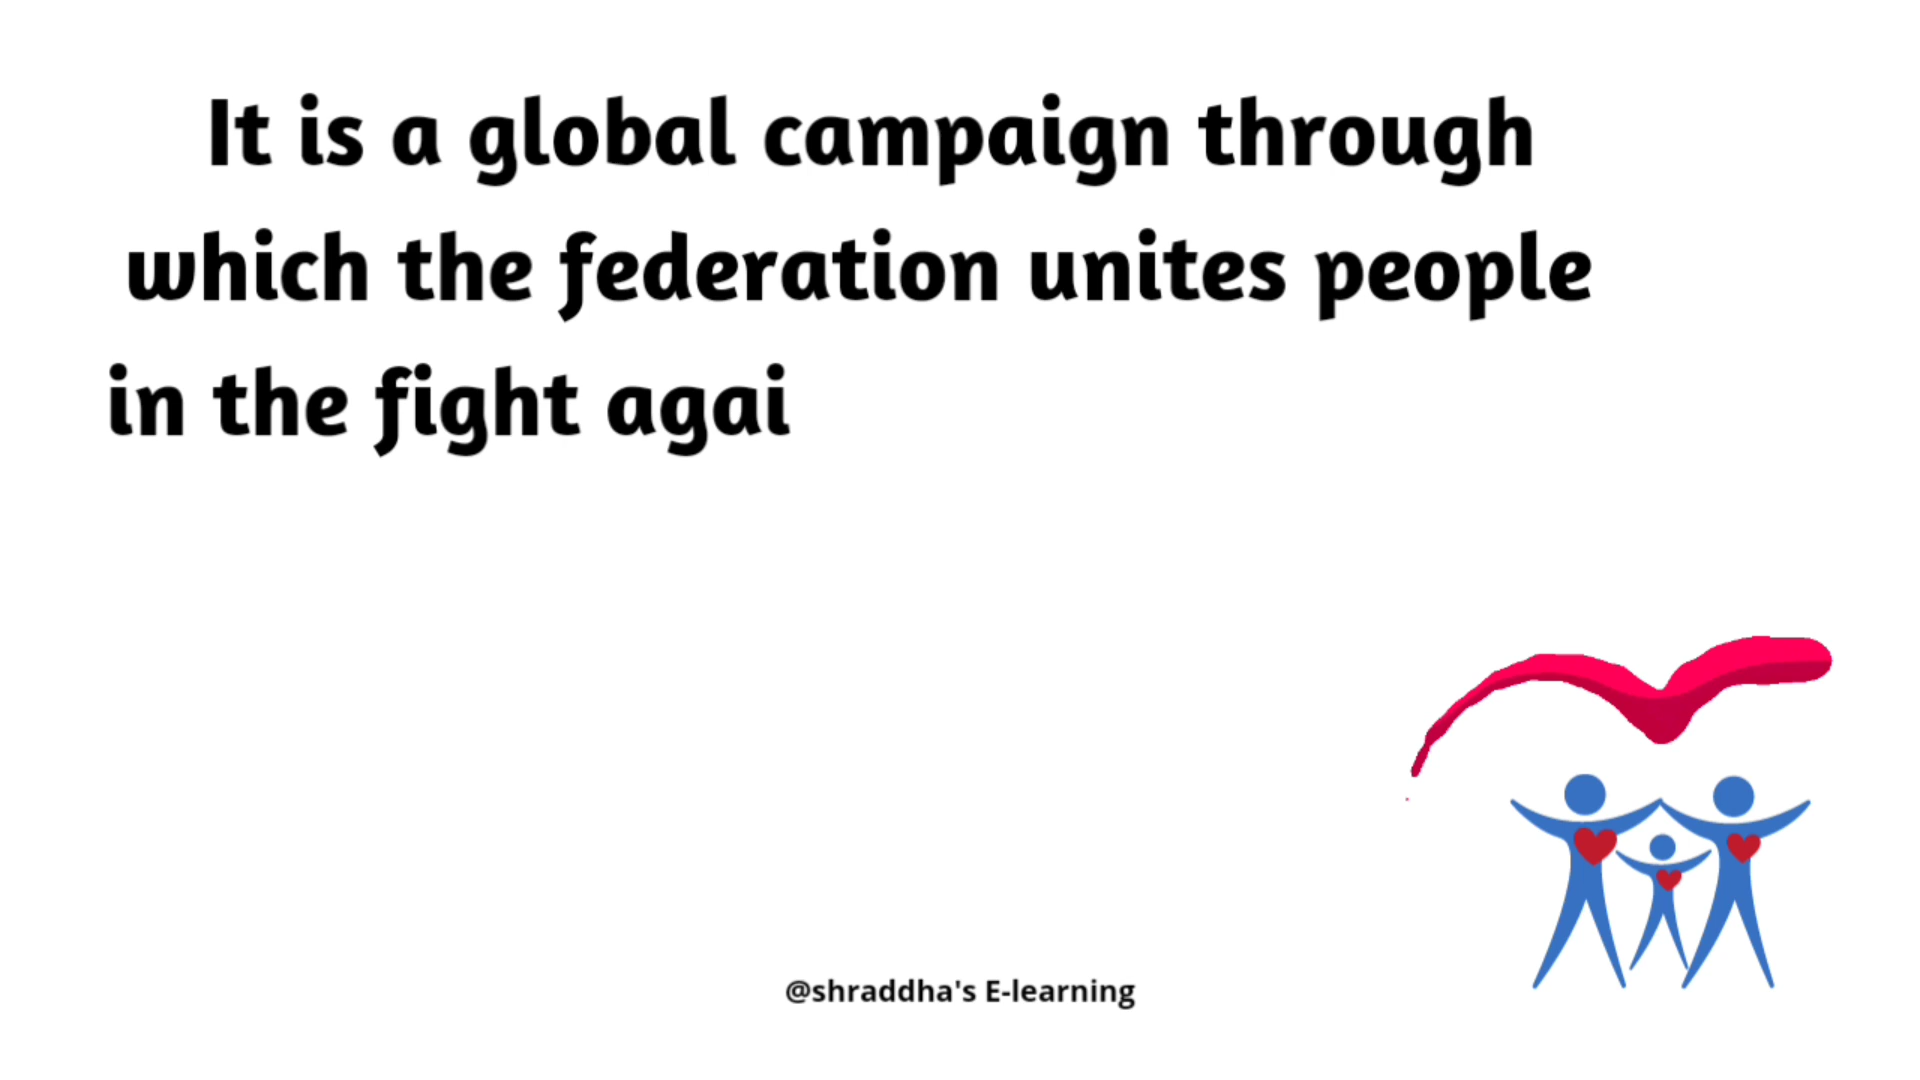 It is a global campaign through
which the federation unites people
in the fight agai
@shraddha's E-learning